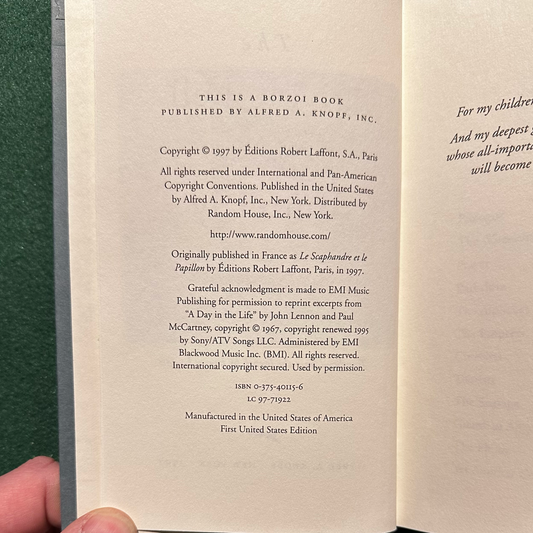 THIS IS A BORZOI BOOK
PUBLISHED BY ALFRED A. KNOPF, INC.
Copyright © 1997 by Éditions Robert Laffont, S.A., Paris
All rights reserved under International and Pan-American
Copyright Conventions. Published in the United States
by Alfred A. Knopf, Inc., New York. Distributed by
Random House, Inc., New York.
http://www.randomhouse.com/
Originally published in France as Le Scaphandre et le
Papillon by Éditions Robert Laffont, Paris, in 1997.
Grateful acknowledgment is made to EMI Music
Publishing for permission to reprint excerpts from
“A Day in the Life” by John Lennon and Paul
McCartney, copyright © 1967, copyright renewed 1995
by Sony/ATV Songs LLC. Administered by EMI
Blackwood Music Inc. (BMI). All rights reserved.
International copyright secured. Used by permission.
ISBN 0-375-40115-6
LC 97-71922
Manufactured in the United States of America
First United States Edition
For my children
And my deepest
whose all-importa
will become